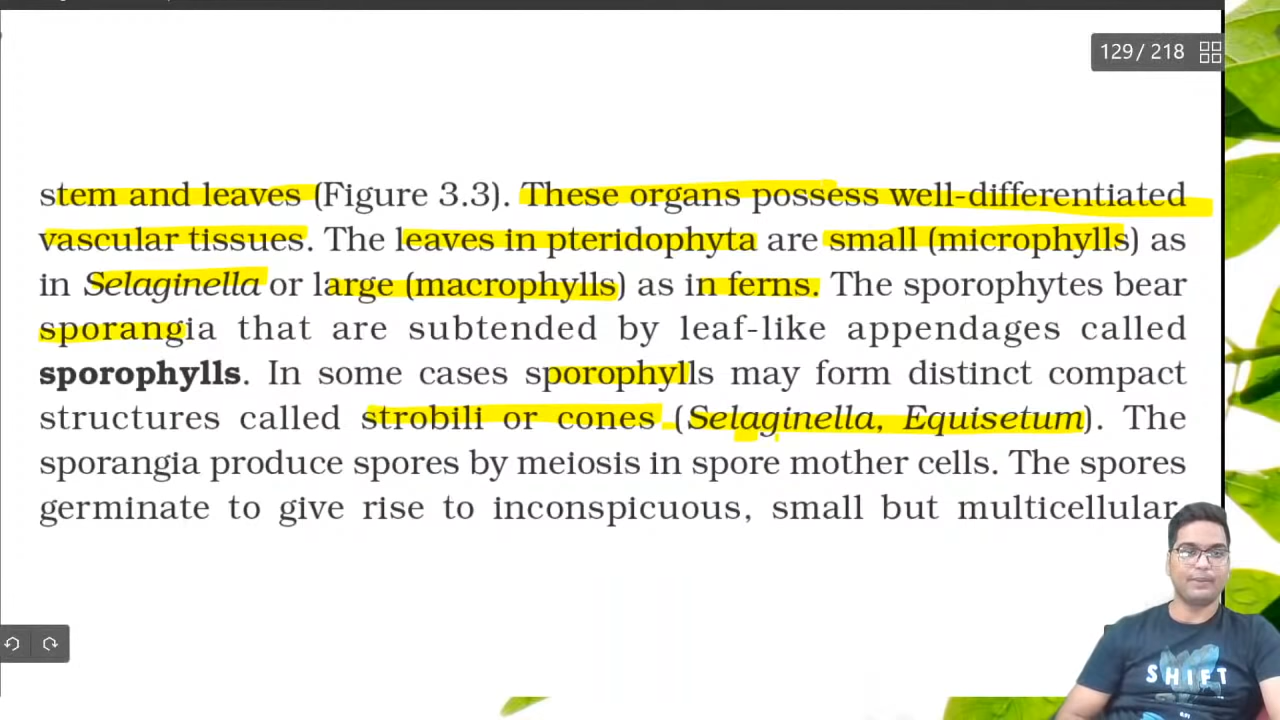 129 / 218
stem and leaves (Figure 3.3). These organs possess well-differentiated
vascular tissues. The leaves in pteridophyta are small (microphylls) as
in Selaginella or large (macrophylls) as in ferns. The sporophytes bear
sporangia that are subtended by leaf-like appendages called
sporophylls. In some cases sporophylls may form distinct compact
structures called strobili or cones (Selaginella, Equisetum). The
sporangia produce spores by meiosis in spore mother cells. The spores
germinate to give rise to inconspicuous, small but multicellular,
SHIFT